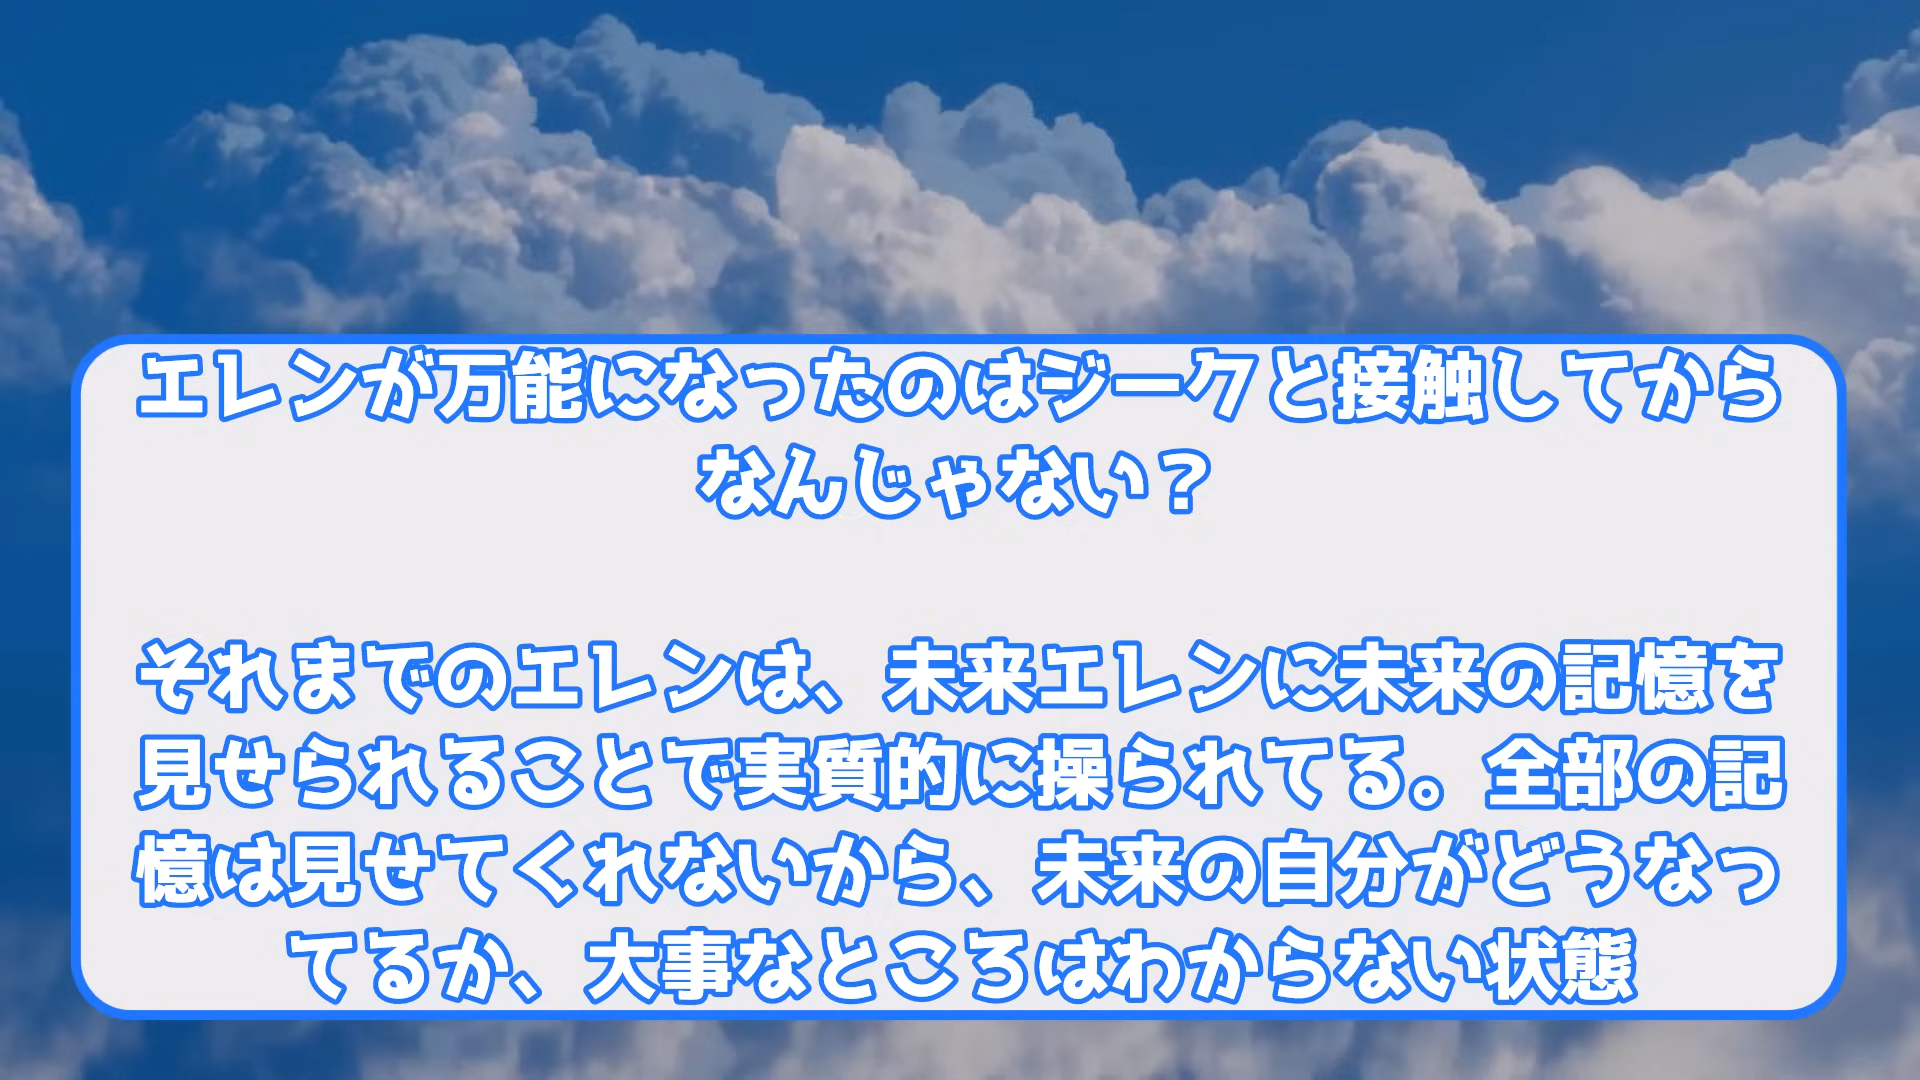 エレンが万能になったのはジークと接触してから
なんじゃない？
それまでのエレンは、未来エレンに未来の記憶を
見せられることで実質的に操られてる。全部の記
憶は見せてくれないから、未来の自分がどうなっ
てるか、大事なところはわからない状態